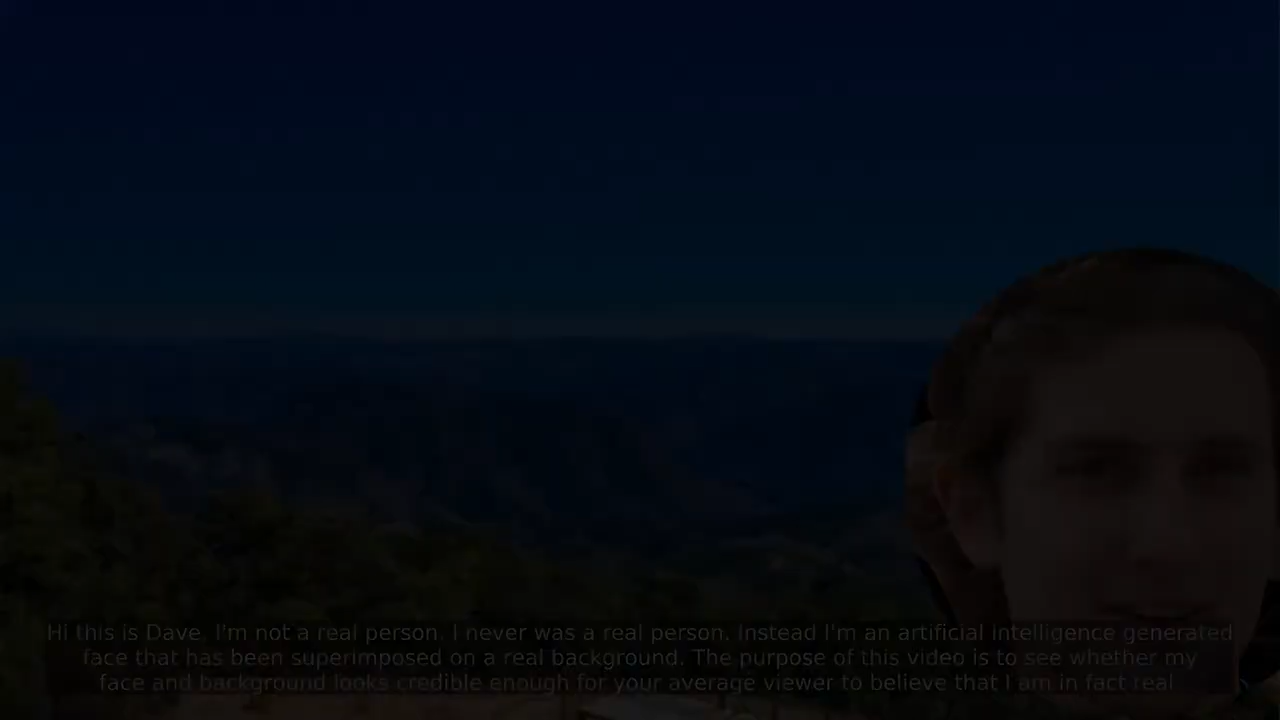 Hi this is Dave. I'm not a real person. I never was a real person. Instead I'm an artificial intelligence generated
face that has been superimposed on a real background. The purpose of this video is to see whether my
face and background looks credible enough for your average viewer to believe that I am in fact real